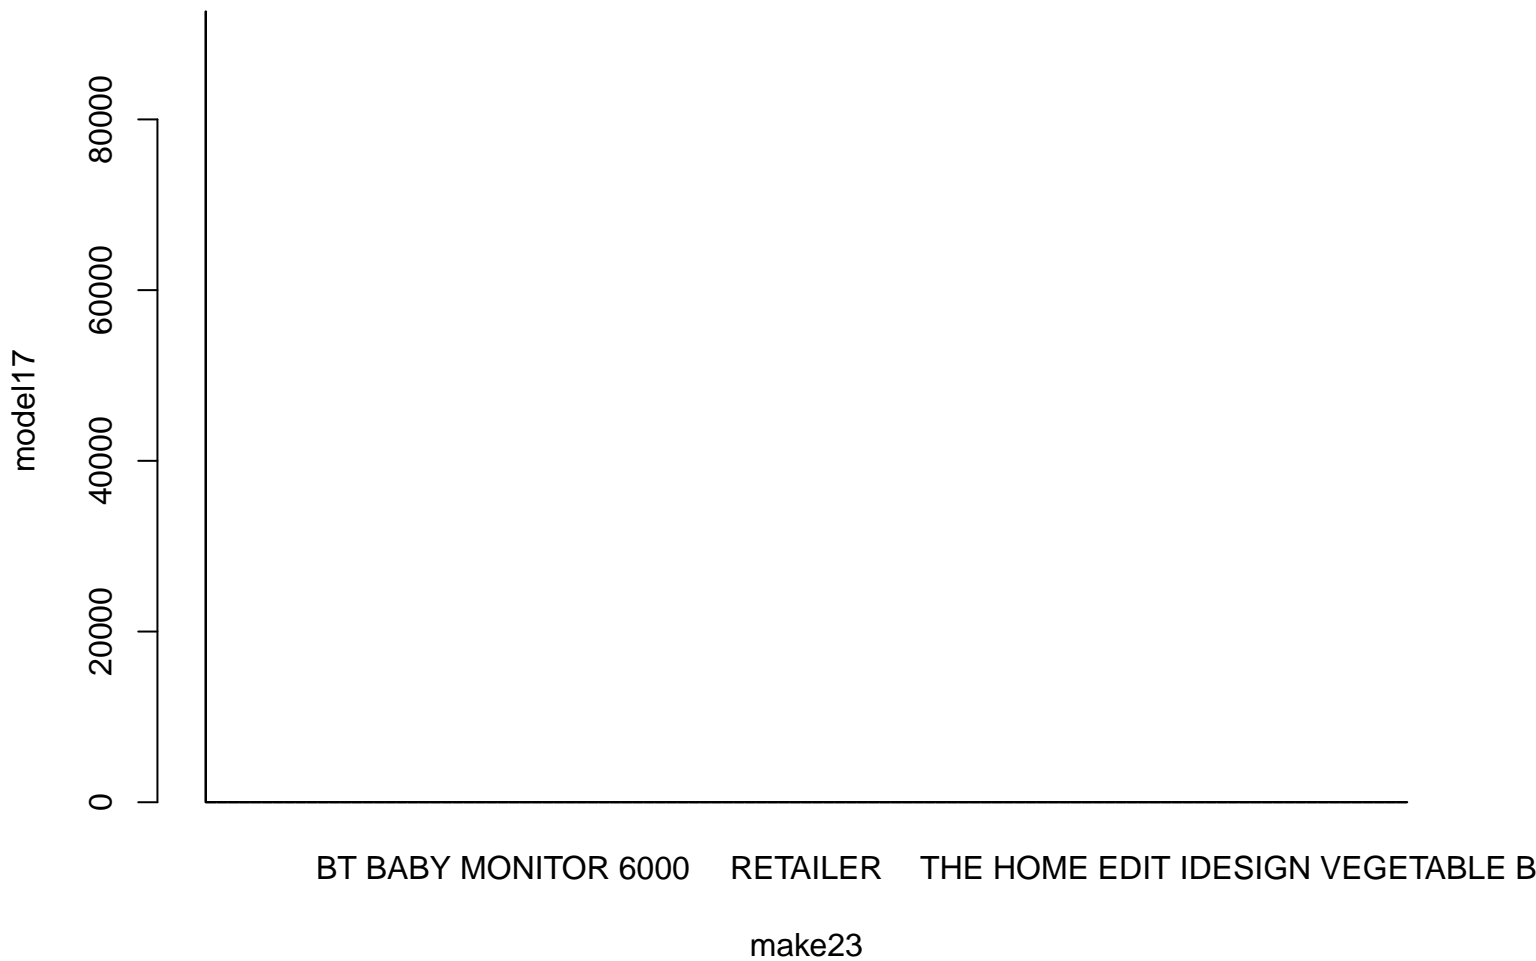 80000
60000
40000
20000
0
model17
BT BABY MONITOR 6000 RETAILER THE HOME EDIT IDESIGN VEGETABLE B
make23